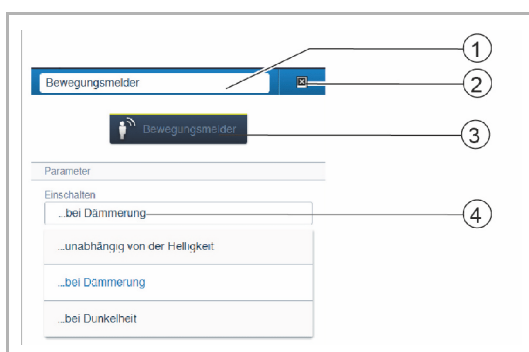 1
Bewegungsmelder
2
Bewegungsmelder
3
Parameter
Einschalten
...bei Dämmerung
4
...unabhängig von der Helligkeit
...bei Dämmerung
...bei Dunkelheit